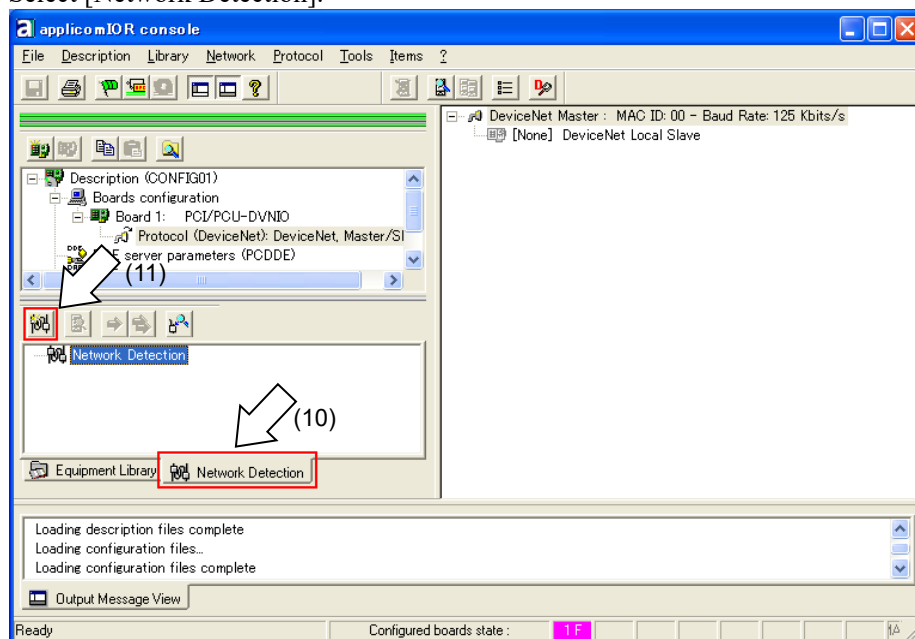 Select [Network Detection].
applicomIOR console
File Description Library Network Protocol Tools Items ?
Description (CONFIG01)
Boards configuration
Board 1: PCI/PCU-DVNIO
Protocol (DeviceNet): DeviceNet, Master/Sl
server parameters (PCDDE)
(11)
Network Detection
(10)
Equipment Library
Network Detection
DeviceNet Master : MAC ID: 00 - Baud Rate: 125 Kbits/s
[None] DeviceNet Local Slave
Loading description files complete
Loading configuration files...
Loading configuration files complete
Output Message View
Ready
Configured boards state :
1 F